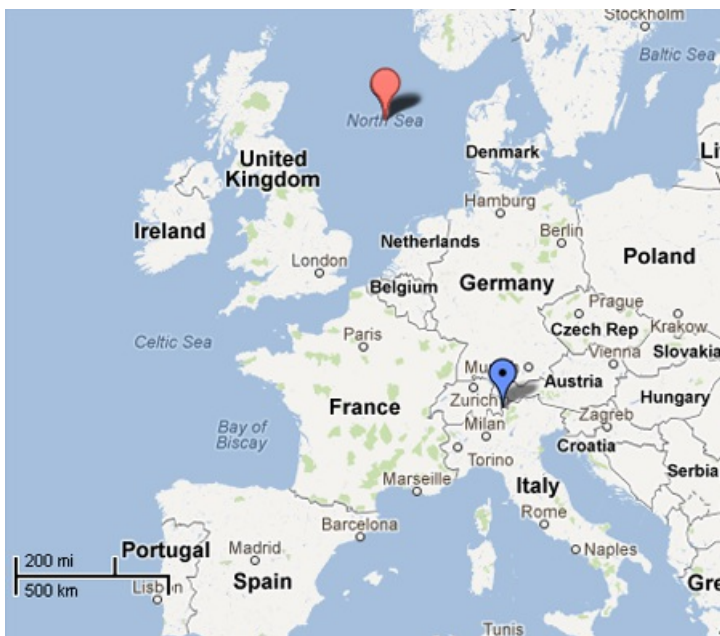 Stockholm
Baltic Sea
North Sea
Denmark
United
Kingdom
Hamburg
Ireland
Netherlands
Berlin
London
Poland
Belgium
Germany
Prague
Celtic Sea
Paris
Czech Rep
Krakow
Vienna
Slovakia
Austria
Zurich
Hungary
France
Zagreb
Bay of
Biscay
Milan
Croatia
Torino
Serbia
Marseille
Italy
Rome
Barcelona
Portugal
Madrid
Naples
200 mi
Spain
Gre
500 km
Lisbon
Tunis